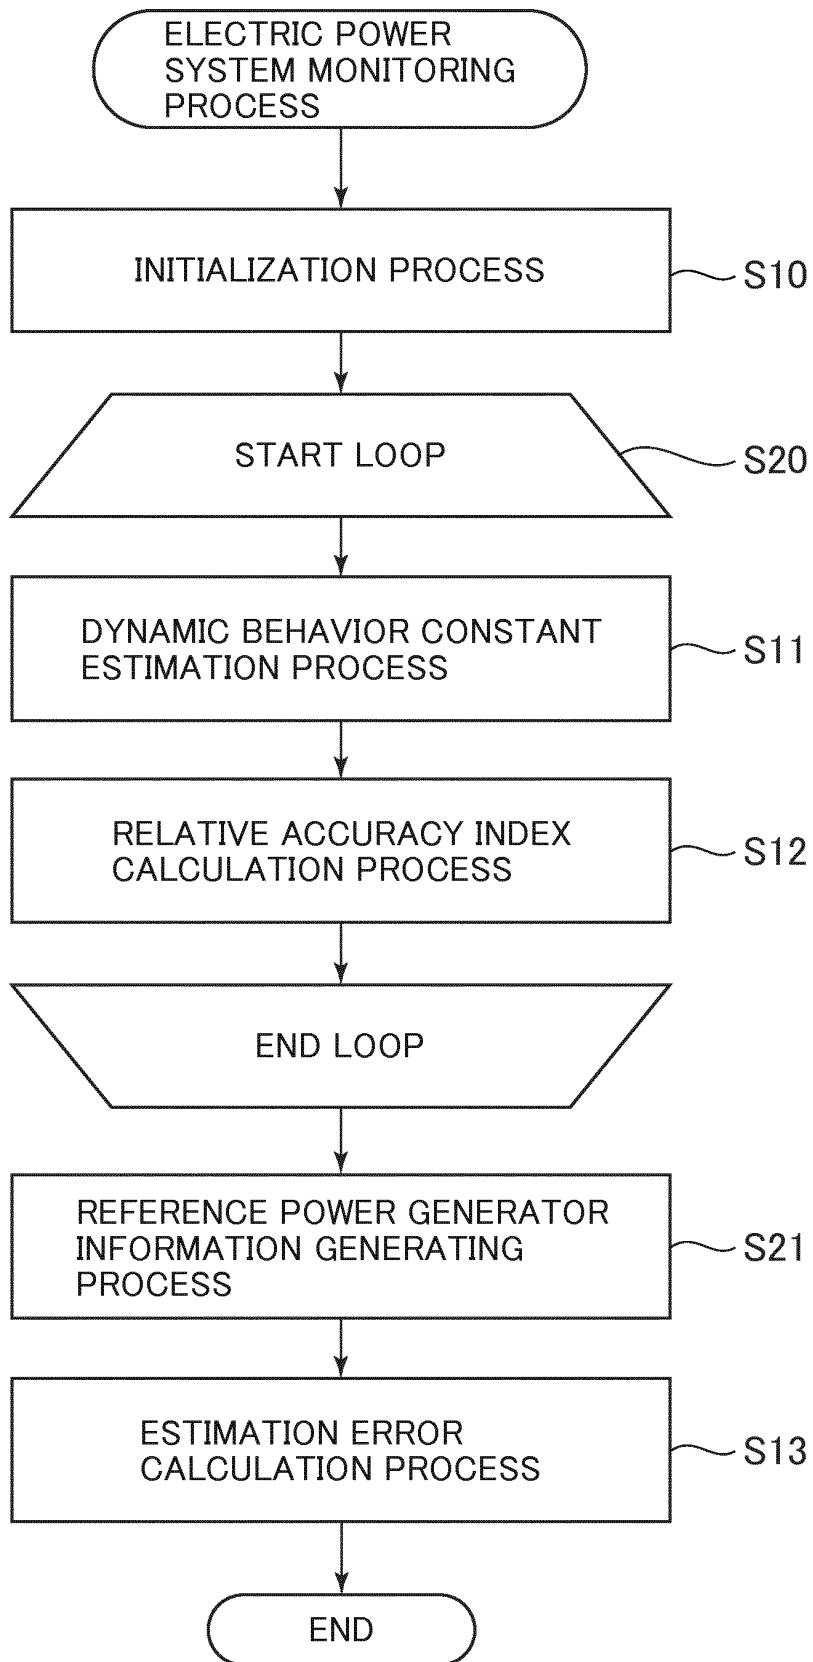 ELECTRIC POWER
SYSTEM MONITORING
PROCESS
INITIALIZATION PROCESS
S10
START LOOP
S20
DYNAMIC BEHAVIOR CONSTANT
ESTIMATION PROCESS
S11
RELATIVE ACCURACY INDEX
CALCULATION PROCESS
S12
END LOOP
REFERENCE POWER GENERATOR
INFORMATION GENERATING
PROCESS
S21
ESTIMATION ERROR
CALCULATION PROCESS
S13
END